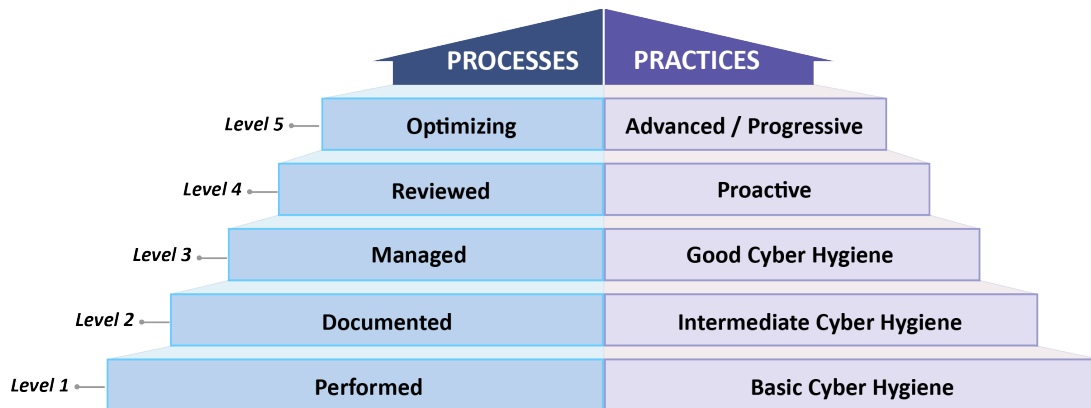 PROCESSES PRACTICES
Level 5 Optimizing Advanced / Progressive
Level 4 Reviewed Proactive
Level 3 Managed Good Cyber Hygiene
Level 2 Documented Intermediate Cyber Hygiene
Level 1 Performed Basic Cyber Hygiene